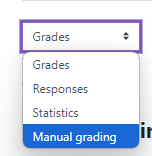 Grades
Grades
Responses
Statistics
Manual grading